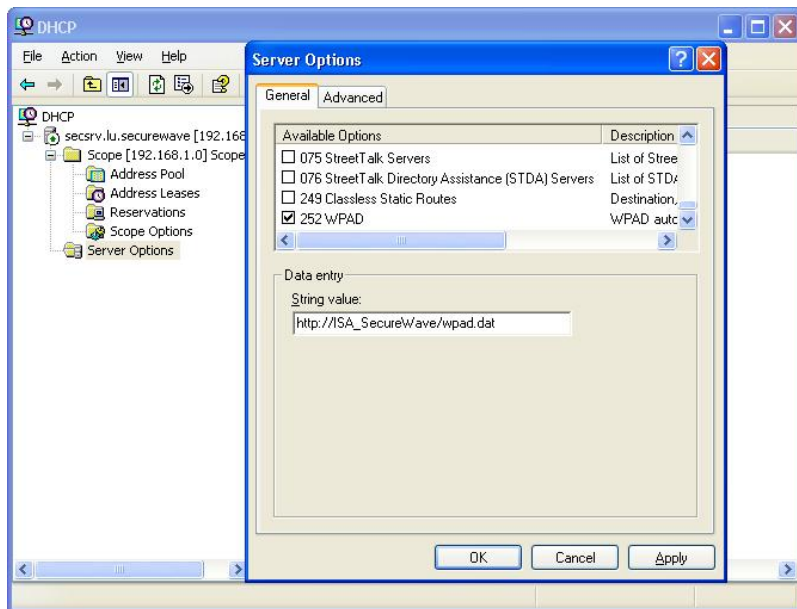 DHCP
File Action View Help
DHCP
secsrv.lu.securewave [192.168
Scope [192.168.1.0] Scope
Address Pool
Address Leases
Reservations
Scope Options
Server Options
Server Options
General Advanced
Available Options Description
075 StreetTalk Servers List of Stree
076 StreetTalk Directory Assistance (STDA) Servers List of STDA
249 Classless Static Routes Destination,
252 WPAD WPAD auto
Data entry
String value:
http://ISA_SecureWave/wpad.dat
OK Cancel Apply